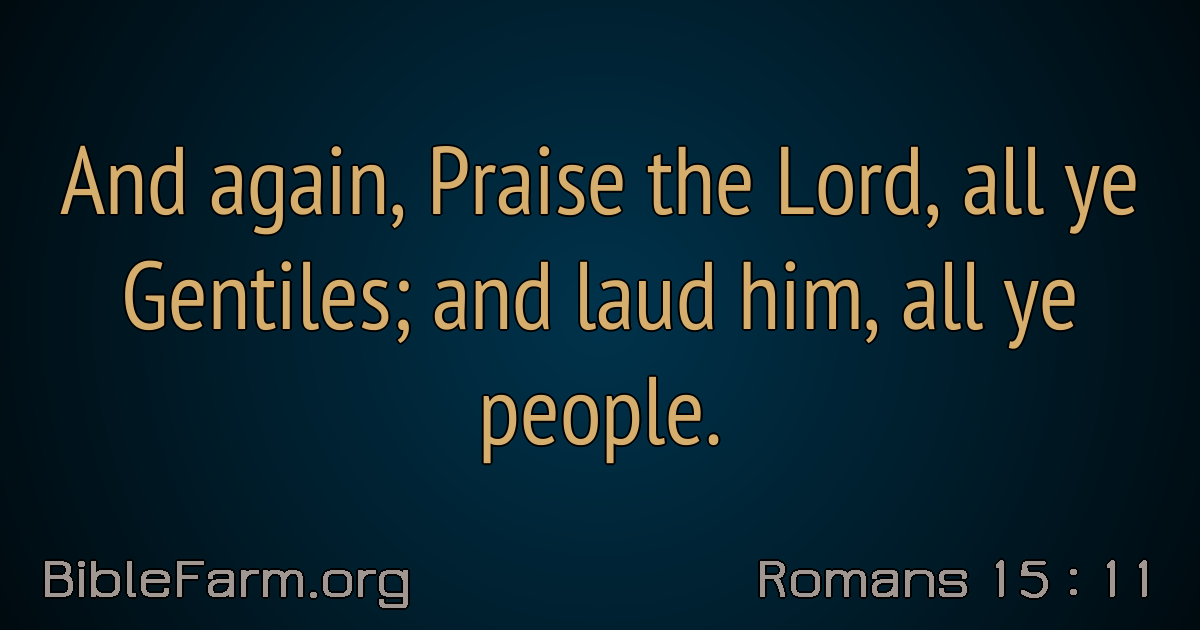 And again, Praise the Lord, all ye
Gentiles; and laud him, all ye
people.
BibleFarm.org
Romans 15 : 11